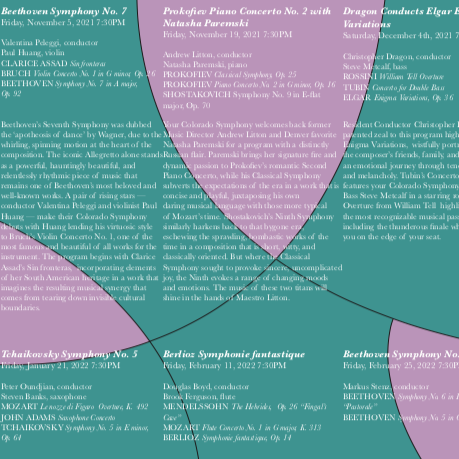 Beethoven Symphony No. 7
Friday, November 5, 2021 7:30PM
Valentina Peleggi, conductor
Paul Huang, violin
CLARICE ASSAD Sin fronteras
BRUCH Violin Concerto No. 1 in G minor, Op. 26
BEETHOVEN Symphony No. 7 in A major,
Op. 92
Beethoven's Seventh Symphony was dubbed
the 'apotheosis of dance' by Wagner, due to the
whirling, spinning motion at the heart of the
composition. The iconic Allegretto alone stands
as a powerful, hauntingly beautiful, and
relentlessly rhythmic piece of music that
remains one of Beethoven's most beloved and
well-known works. A pair of rising stars —
conductor Valentina Peleggi and violinist Paul
Huang — make their Colorado Symphony
debut with Huang lending his virtuosic style
to Bruch's Violin Concerto No. 1, one of the
most famous and beautiful of all works for the
instrument. The program begins with Clarice
Assad's Sin fronteras, incorporating elements
of her South American heritage in a work that
imagines the resulting musical synergy that
comes from tearing down invisible cultural
boundaries.
Prokofiev Piano Concerto No. 2 with
Natasha Paremski
Friday, November 19, 2021 7:30PM
Andrew Litton, conductor
Natasha Paremski, piano
PROKOFIEV Classical Symphony, Op. 25
PROKOFIEV Piano Concerto No. 2 in G minor, Op. 16
SHOSTAKOVICH Symphony No. 9 in E-flat
major, Op. 70
Your Colorado Symphony welcomes back former
Music Director Andrew Litton and Denver favorite
Natasha Paremski for a program with a distinctly
Russian flair. Paremski brings her signature fire and
dynamic passion to Prokofiev's romantic Second
Piano Concerto, while his Classical Symphony
subverts the expectations of the era in a work that is
concise and playful, juxtaposing his own
daring musical language with those more typical
of Mozart's time. Shostakovich's Ninth Symphony
similarly harkens back to that bygone era,
eschewing the sprawling bombastic works of the
time in a composition that is short, witty, and
classically oriented. But where the Classical
Symphony sought to provoke sincere, uncomplicated
joy, the Ninth evokes a range of changing moods
and emotions. The music of these two titans will
shine in the hands of Maestro Litton.
Dragon Conducts Elgar E
Variations
Saturday, December 4th, 2021 7
Christopher Dragon, conductor
Steve Metcalf, bass
ROSSINI William Tell Overture
TUBIN Concerto for Double Bass
ELGAR Enigma Variations, Op. 36
Resident Conductor Christopher I
patented zeal to this program high
Enigma Variations, wistfully portr
the composer's friends, family, and
an emotional journey through ten
and melancholy. Tubin's Concerto
features your Colorado Symphony
Bass Steve Metcalf in a starring ro
Overture from William Tell highl
the most recognizable musical pas
including the thunderous finale wh
you on the edge of your seat.
Tchaikovsky Symphony No. 5
Friday, January 21, 2022 7:30PM
Peter Oundjian, conductor
Steven Banks, saxophone
MOZART Le nozze di Figaro Overture, K. 492
JOHN ADAMS Saxophone Concerto
TCHAIKOVSKY Symphony No. 5 in E minor,
Op. 64
Berlioz Symphonie fantastique
Friday, February 11, 2022 7:30PM
Douglas Boyd, conductor
Brook Ferguson, flute
MENDELSSOHN The Hebrides, Op. 26 "Fingal's
Cave"
MOZART Flute Concerto No. 1 in G Major, K. 313
BERLIOZ Symphonie fantastique, Op. 14
Beethoven Symphony No.
Friday, February 25, 2022 7:30P
Markus Stenz, conductor
BEETHOVEN Symphony No. 6 in F
"Pastorale"
BEETHOVEN Symphony No. 5 in C